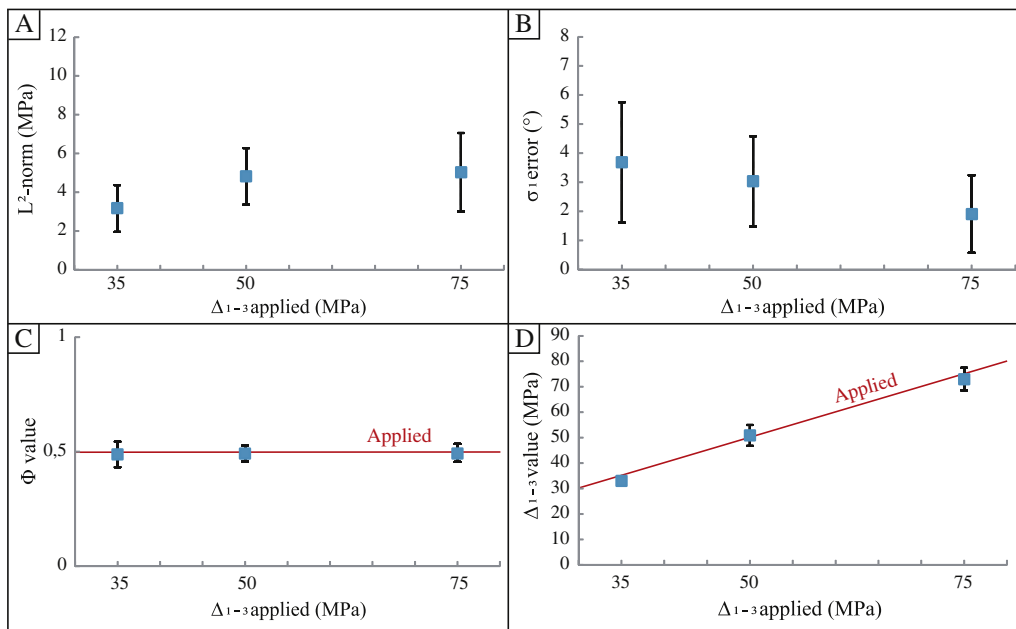 A
L²-norm (MPa)
12
10
8
6
4
2
0
35
50
75
Δ₁₋₃ applied (MPa)
B
σ₁ error (°)
8
7
6
5
4
3
2
1
0
35
50
75
Δ₁₋₃ applied (MPa)
C
Φ value
1
0.5
0
Applied
35
50
75
Δ₁₋₃ applied (MPa)
D
Δ₁₋₃ value (MPa)
90
80
70
60
50
40
30
20
10
0
Applied
35
50
75
Δ₁₋₃ applied (MPa)